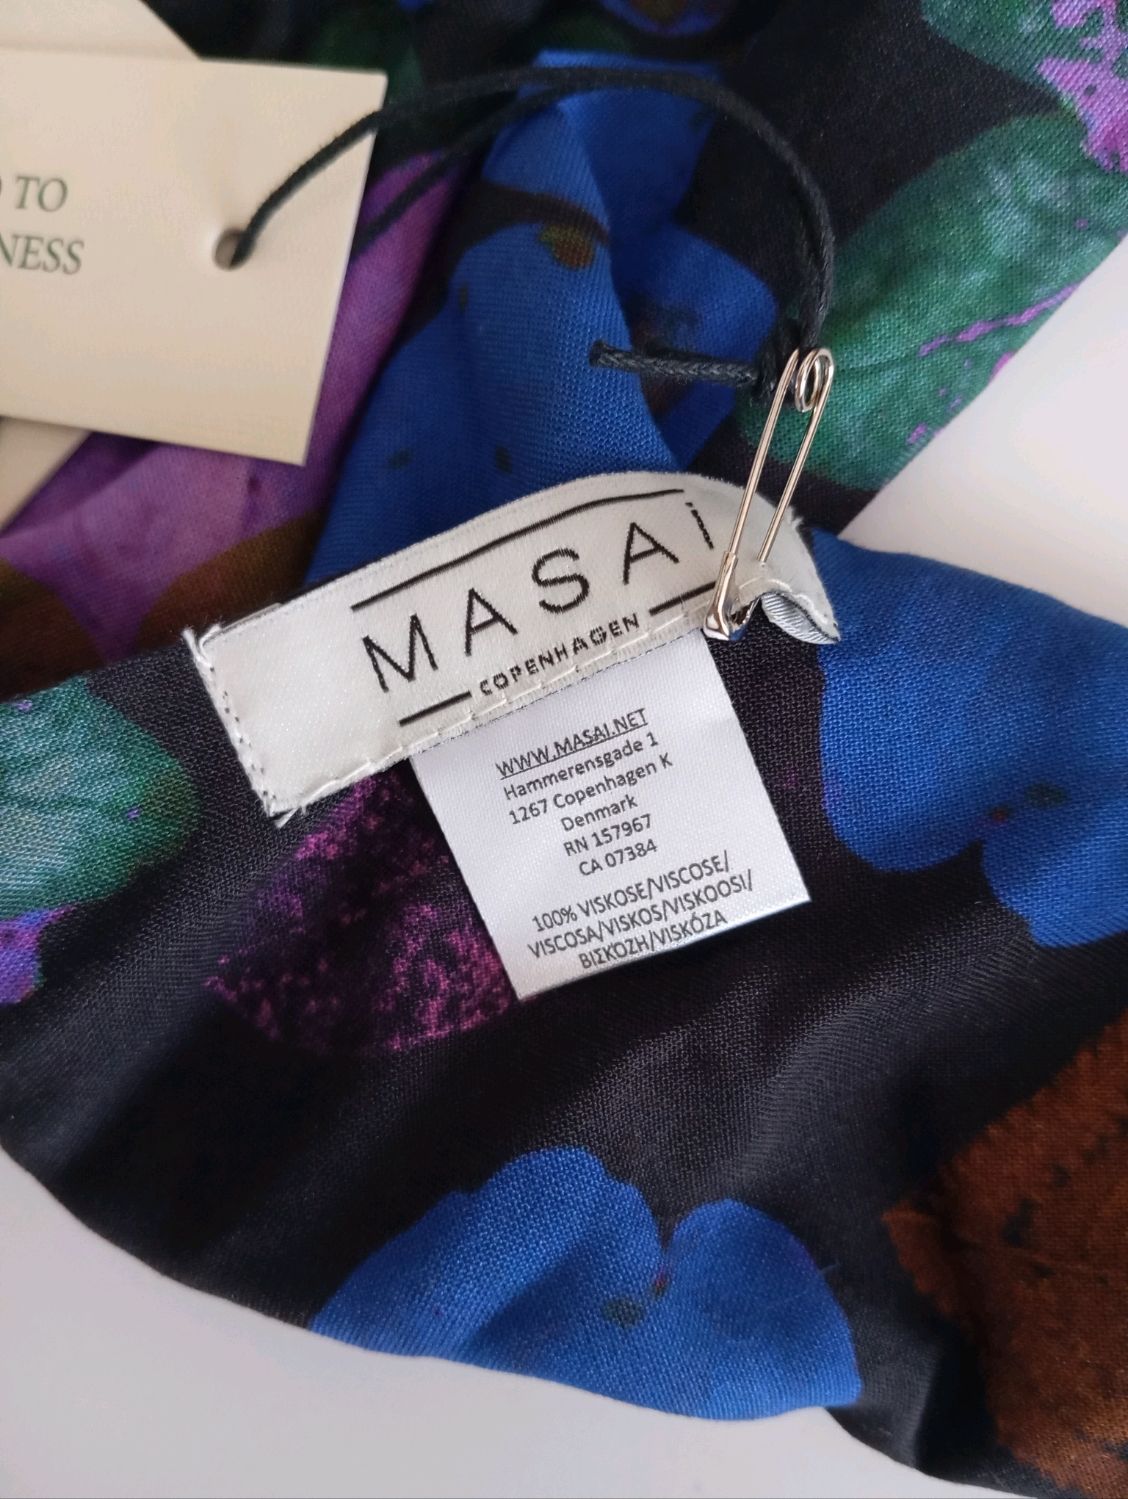 TO
NESS
MASAI
COPENHAGEN
WWW.MASAI.NET
Hammerensgade 1
1267 Copenhagen K
Denmark
RN 157967
CA 07384
100% VISKOSE/VISCOSE/
VISCOSA/VISKOS/VISKOOSI/
ΒΙΣΚΟΖΗ/VISKÓZA